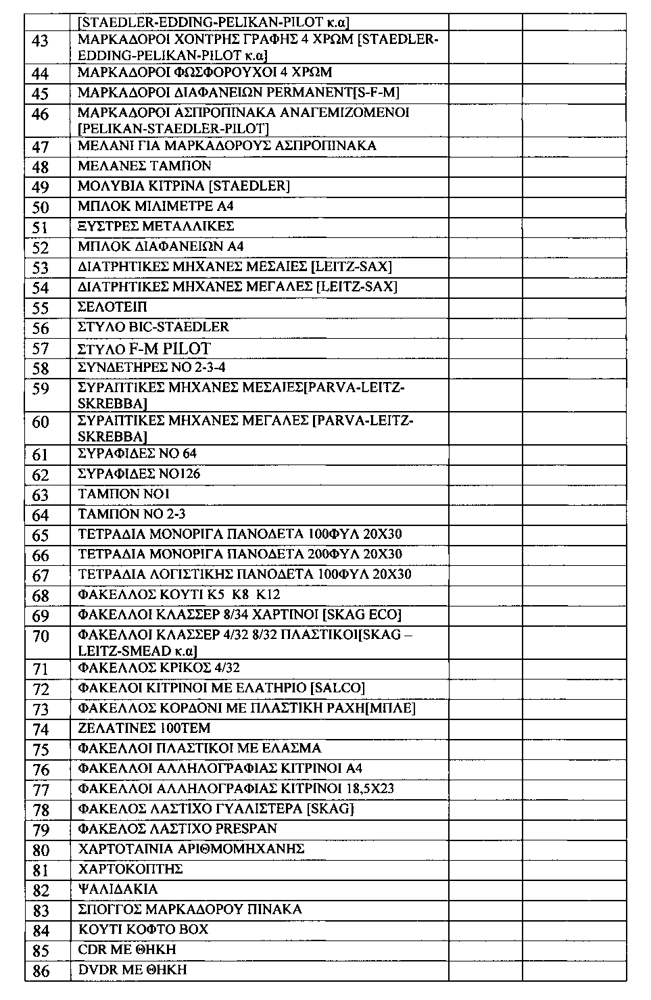 [STAEDLER-EDDING-PELIKAN-PILOT κ.α]
43 ΜΑΡΚΑΔΟΡΟΙ ΧΟΝΤΡΗΣ ΓΡΑΦΗΣ 4 ΧΡΩΜ [STAEDLER-
EDDING-PELIKAN-PILOT κ.α]
44 ΜΑΡΚΑΔΟΡΟΙ ΦΩΣΦΟΡΟΥΧΟΙ 4 ΧΡΩΜ
45 ΜΑΡΚΑΔΟΡΟΙ ΔΙΑΦΑΝΕΙΩΝ PERMANENT[S-F-M]
46 ΜΑΡΚΑΔΟΡΟΙ ΑΣΠΡΟΠΙΝΑΚΑ ΑΝΑΓΕΜΙΖΟΜΕΝΟΙ
[PELIKAN-STAEDLER-PILOT]
47 ΜΕΛΑΝΙ ΓΙΑ ΜΑΡΚΑΔΟΡΟΥΣ ΑΣΠΡΟΠΙΝΑΚΑ
48 ΜΕΛΑΝΕΣ ΤΑΜΠΟΝ
49 ΜΟΛΥΒΙΑ ΚΙΤΡΙΝΑ [STAEDLER]
50 ΜΠΛΟΚ ΜΙΛΙΜΕΤΡΕ Α4
51 ΞΥΣΤΡΕΣ ΜΕΤΑΛΛΙΚΕΣ
52 ΜΠΛΟΚ ΔΙΑΦΑΝΕΙΩΝ Α4
53 ΔΙΑΤΡΗΤΙΚΕΣ ΜΗΧΑΝΕΣ ΜΕΣΑΙΕΣ [LEITZ-SAX]
54 ΔΙΑΤΡΗΤΙΚΕΣ ΜΗΧΑΝΕΣ ΜΕΓΑΛΕΣ [LEITZ-SAX]
55 ΣΕΛΟΤΕΙΠ
56 ΣΤΥΛΟ BIC-STAEDLER
57 ΣΤΥΛΟ F-M PILOT
58 ΣΥΝΔΕΤΗΡΕΣ ΝΟ 2-3-4
59 ΣΥΡΑΠΤΙΚΕΣ ΜΗΧΑΝΕΣ ΜΕΣΑΙΕΣ[PARVA-LEITZ-
SKREBBA]
60 ΣΥΡΑΠΤΙΚΕΣ ΜΗΧΑΝΕΣ ΜΕΓΑΛΕΣ [PARVA-LEITZ-
SKREBBA]
61 ΣΥΡΑΦΙΔΕΣ ΝΟ 64
62 ΣΥΡΑΦΙΔΕΣ ΝΟ126
63 ΤΑΜΠΟΝ ΝΟ1
64 ΤΑΜΠΟΝ ΝΟ 2-3
65 ΤΕΤΡΑΔΙΑ ΜΟΝΟΡΙΓΑ ΠΑΝΟΔΕΤΑ 100ΦΥΛ 20Χ30
66 ΤΕΤΡΑΔΙΑ ΜΟΝΟΡΙΓΑ ΠΑΝΟΔΕΤΑ 200ΦΥΛ 20Χ30
67 ΤΕΤΡΑΔΙΑ ΛΟΓΙΣΤΙΚΗΣ ΠΑΝΟΔΕΤΑ 100ΦΥΛ 20Χ30
68 ΦΑΚΕΛΛΟΣ ΚΟΥΤΙ Κ5 Κ8 Κ12
69 ΦΑΚΕΛΛΟΙ ΚΛΑΣΣΕΡ 8/34 ΧΑΡΤΙΝΟΙ [SKAG ECO]
70 ΦΑΚΕΛΛΟΙ ΚΛΑΣΣΕΡ 4/32 8/32 ΠΛΑΣΤΙΚΟΙ[SKAG –
LEITZ-SMEAD κ.α]
71 ΦΑΚΕΛΛΟΣ ΚΡΙΚΟΣ 4/32
72 ΦΑΚΕΛΟΙ ΚΙΤΡΙΝΟΙ ΜΕ ΕΛΑΤΗΡΙΟ [SALCO]
73 ΦΑΚΕΛΛΟΣ ΚΟΡΔΟΝΙ ΜΕ ΠΛΑΣΤΙΚΗ ΡΑΧΗ[ΜΠΛΕ]
74 ΖΕΛΑΤΙΝΕΣ 100ΤΕΜ
75 ΦΑΚΕΛΛΟΙ ΠΛΑΣΤΙΚΟΙ ΜΕ ΕΛΑΣΜΑ
76 ΦΑΚΕΛΛΟΙ ΑΛΛΗΛΟΓΡΑΦΙΑΣ ΚΙΤΡΙΝΟΙ Α4
77 ΦΑΚΕΛΛΟΙ ΑΛΛΗΛΟΓΡΑΦΙΑΣ ΚΙΤΡΙΝΟΙ 18,5Χ23
78 ΦΑΚΕΛΟΣ ΛΑΣΤΙΧΟ ΓΥΑΛΙΣΤΕΡΑ [SKAG]
79 ΦΑΚΕΛΟΣ ΛΑΣΤΙΧΟ PRESPAN
80 ΧΑΡΤΟΤΑΙΝΙΑ ΑΡΙΘΜΟΜΗΧΑΝΗΣ
81 ΧΑΡΤΟΚΟΠΤΗΣ
82 ΨΑΛΙΔΑΚΙΑ
83 ΣΠΟΓΓΟΣ ΜΑΡΚΑΔΟΡΟΥ ΠΙΝΑΚΑ
84 ΚΟΥΤΙ ΚΟΦΤΟ BOX
85 CDR ΜΕ ΘΗΚΗ
86 DVDR ΜΕ ΘΗΚΗ